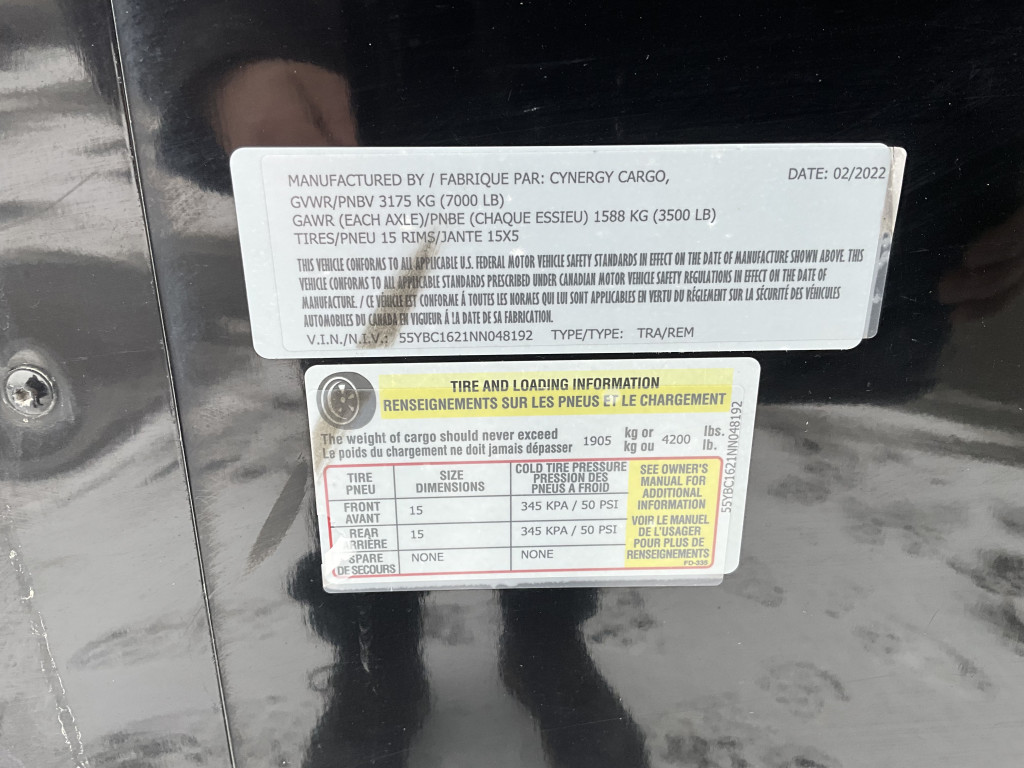 MANUFACTURED BY / FABRIQUE PAR: CYNERGY CARGO, DATE: 02/2022
GVWR/PNBV 3175 KG (7000 LB)
GAWR (EACH AXLE)/PNBE (CHAQUE ESSIEU) 1588 KG (3500 LB)
TIRES/PNEU 15 RIMS/JANTE 15X5
THIS VEHICLE CONFORMS TO ALL APPLICABLE U.S. FEDERAL MOTOR VEHICLE SAFETY STANDARDS IN EFFECT ON THE DATE OF MANUFACTURE SHOWN ABOVE. THIS
VEHICLE CONFORMS TO ALL APPLICABLE STANDARDS PRESCRIBED UNDER CANADIAN MOTOR VEHICLE SAFETY REGULATIONS IN EFFECT ON THE DATE OF
MANUFACTURE. / CE VÉHICULE EST CONFORME À TOUTES LES NORMES QUI LUI SONT APPLICABLES EN VERTU DU RÈGLEMENT SUR LA SÉCURITÉ DES VÉHICULES
AUTOMOBILES DU CANADA EN VIGUEUR À LA DATE DE SA FABRICATION.
V.I.N./N.I.V.: 55YBC1621NN048192 TYPE/TYPE: TRA/REM
TIRE AND LOADING INFORMATION
RENSEIGNEMENTS SUR LES PNEUS ET LE CHARGEMENT
The weight of cargo should never exceed 1905 kg or 4200 lbs.
Le poids du chargement ne doit jamais dépasser kg ou lb.
TIRE SIZE COLD TIRE PRESSURE
PNEU DIMENSIONS PRESSION DES
PNEUS A FROID
FRONT 15 345 KPA / 50 PSI
AVANT
REAR 15 345 KPA / 50 PSI
ARRIÈRE
SPARE NONE NONE
DE SECOURS
SEE OWNER'S
MANUAL FOR
ADDITIONAL
INFORMATION
VOIR LE MANUEL
DE L'USAGER
POUR PLUS DE
RENSEIGNEMENTS
FD-335
55YBC1621NN048192